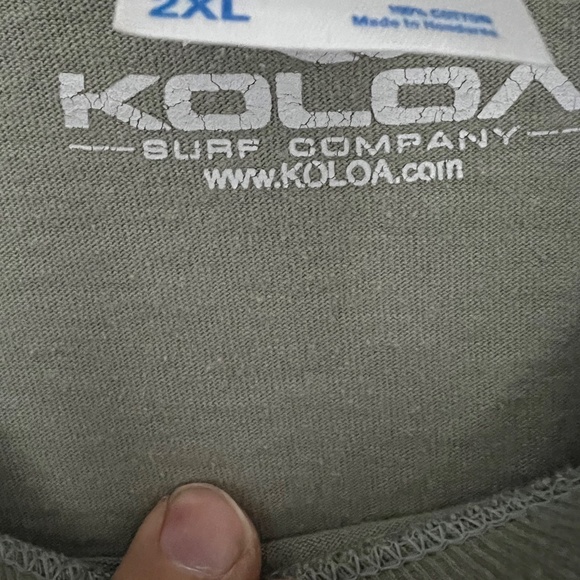 2XL
100% COTTON
Made in Honduras
KOLOA
SURF COMPANY
www.KOLOA.com